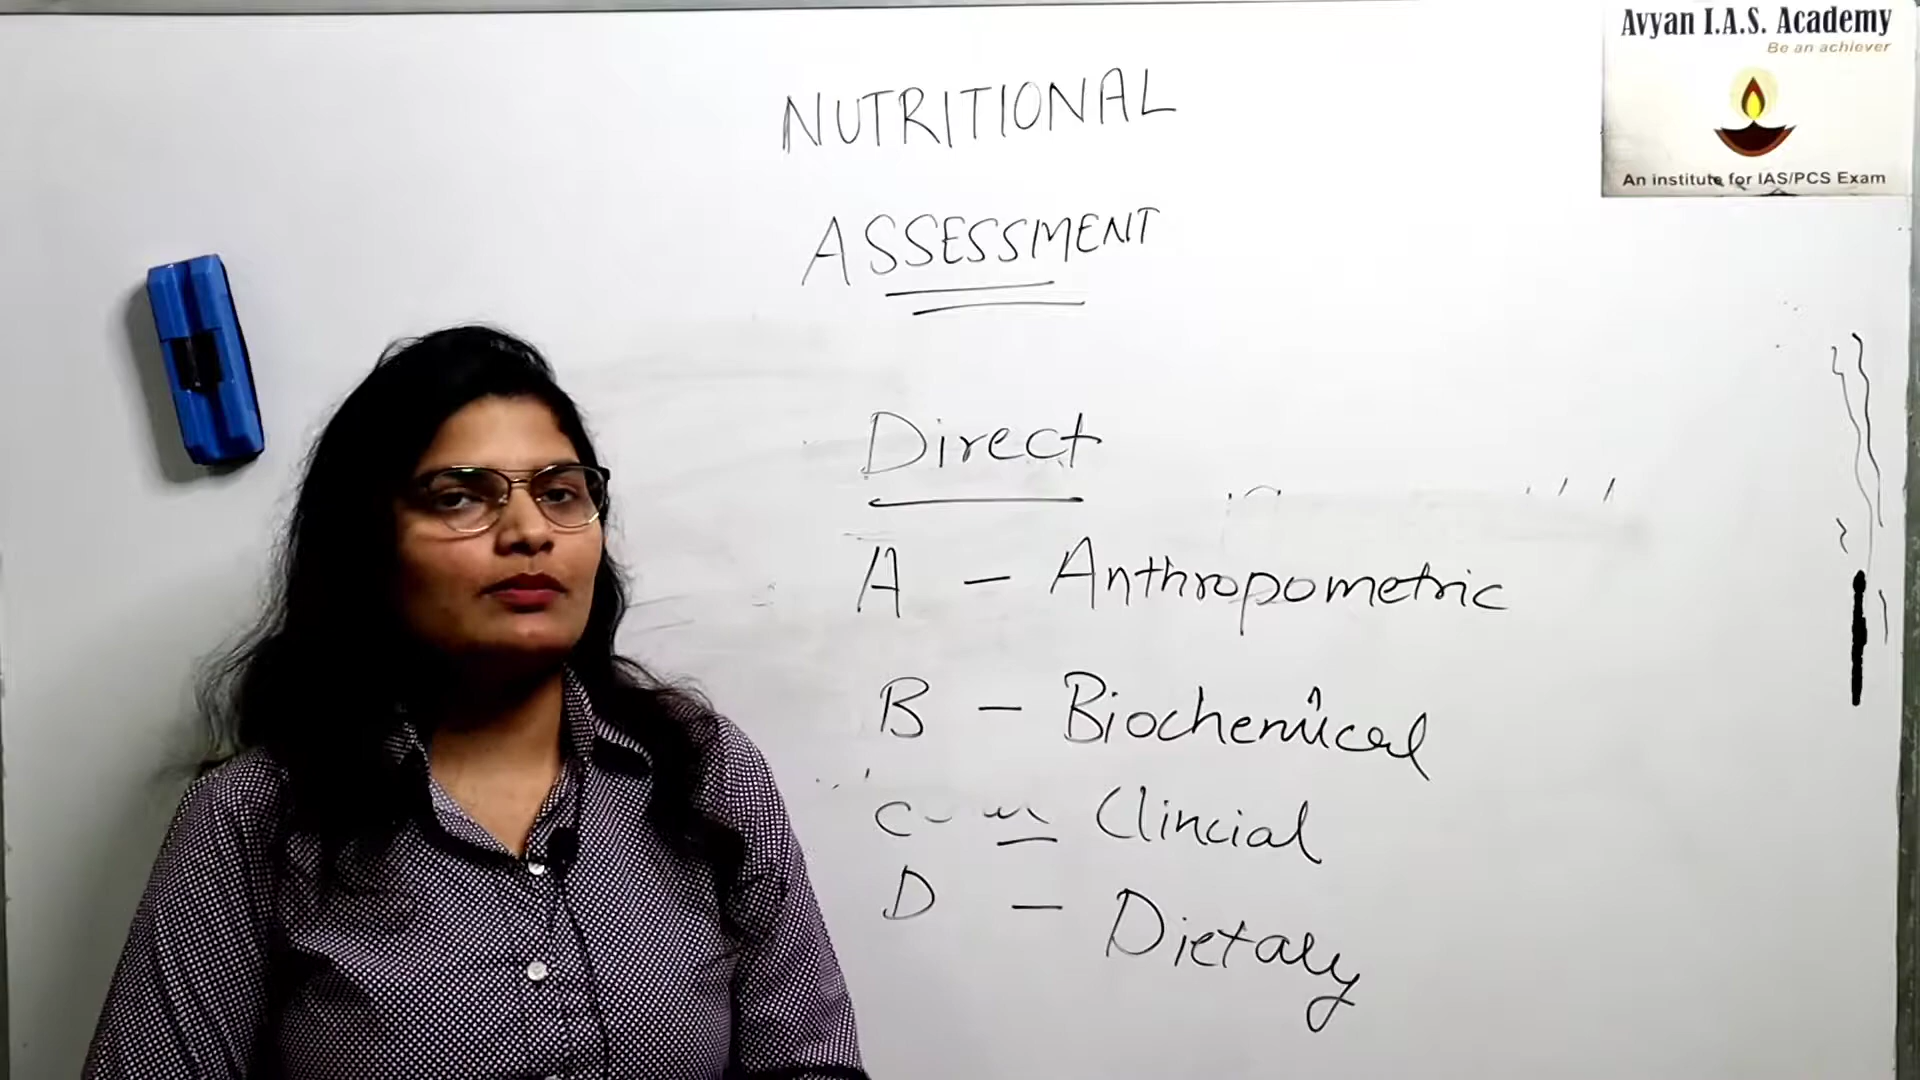 Avyan I.A.S. Academy
Be an achiever
An institute for IAS/PCS Exam
NUTRITIONAL
ASSESSMENT
Direct
A - Anthropometric
B - Biochemical
C - Clincial
D - Dietary